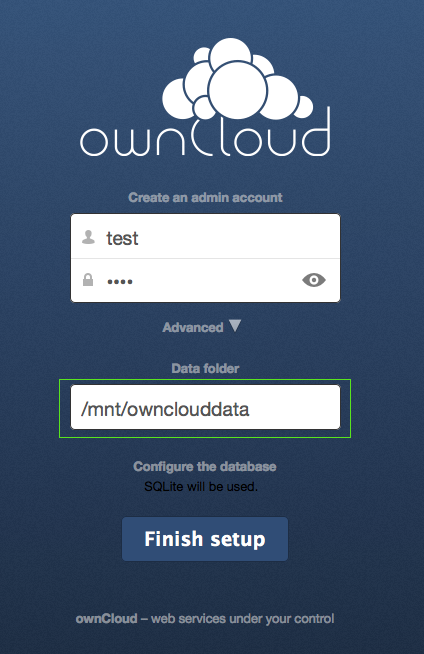 ownCloud
Create an admin account
test
••••
Advanced ▼
Data folder
/mnt/ownclouddata
Configure the database
SQLite will be used.
Finish setup
ownCloud – web services under your control